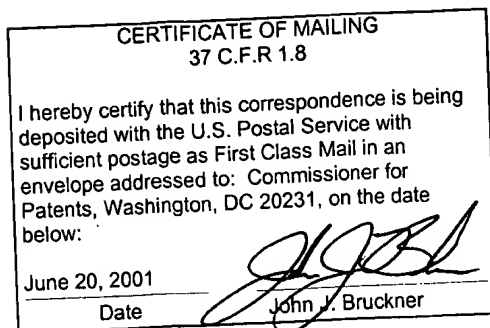 CERTIFICATE OF MAILING
37 C.F.R 1.8
I hereby certify that this correspondence is being
deposited with the U.S. Postal Service with
sufficient postage as First Class Mail in an
envelope addressed to: Commissioner for
Patents, Washington, DC 20231, on the date
below:
June 20, 2001
Date
John J. Bruckner